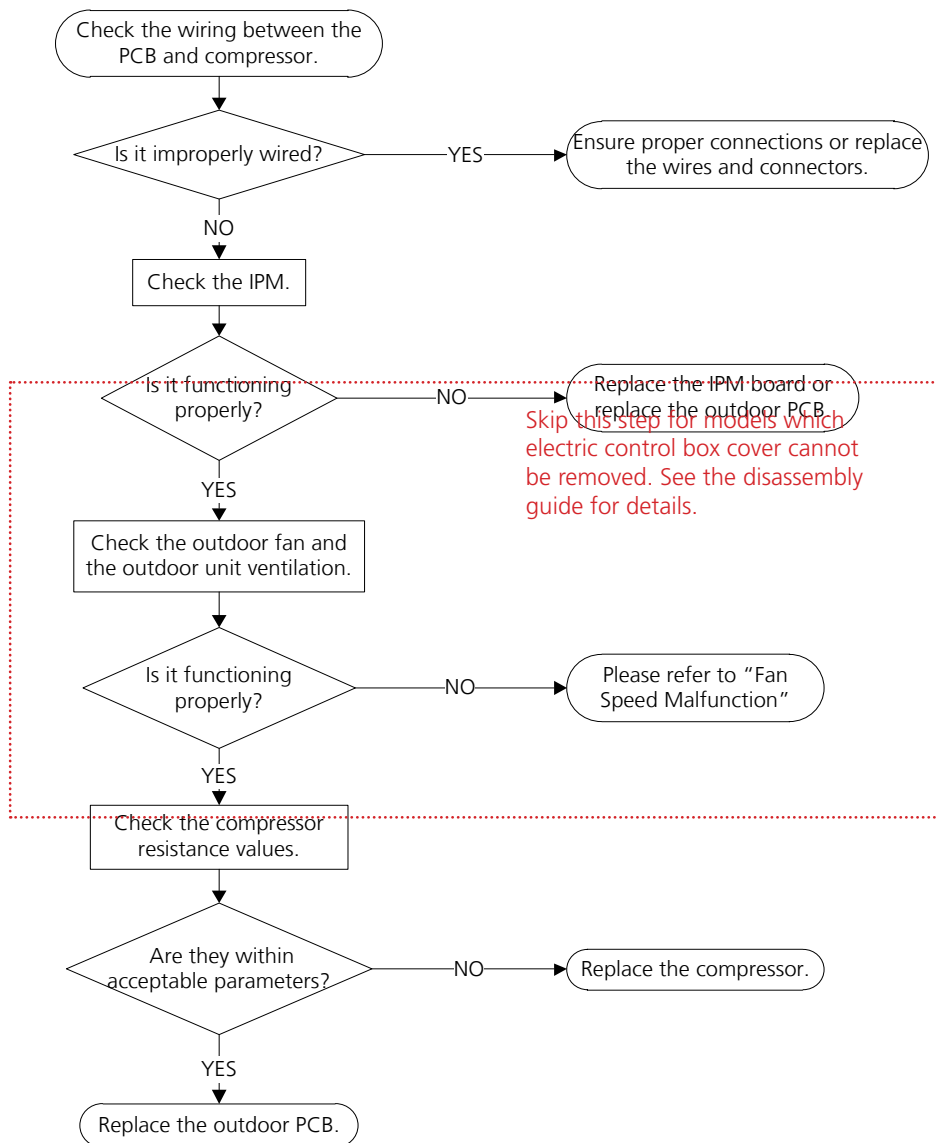 Check the wiring between the
PCB and compressor.
Is it improperly wired?
YES
Ensure proper connections or replace
the wires and connectors.
NO
Check the IPM.
Is it functioning
properly?
NO
Replace the IPM board or
replace the outdoor PCB
Skip this step for models which
electric control box cover cannot
be removed. See the disassembly
guide for details.
YES
Check the outdoor fan and
the outdoor unit ventilation.
Is it functioning
properly?
NO
Please refer to “Fan
Speed Malfunction”
YES
Check the compressor
resistance values.
Are they within
acceptable parameters?
NO
Replace the compressor.
YES
Replace the outdoor PCB.